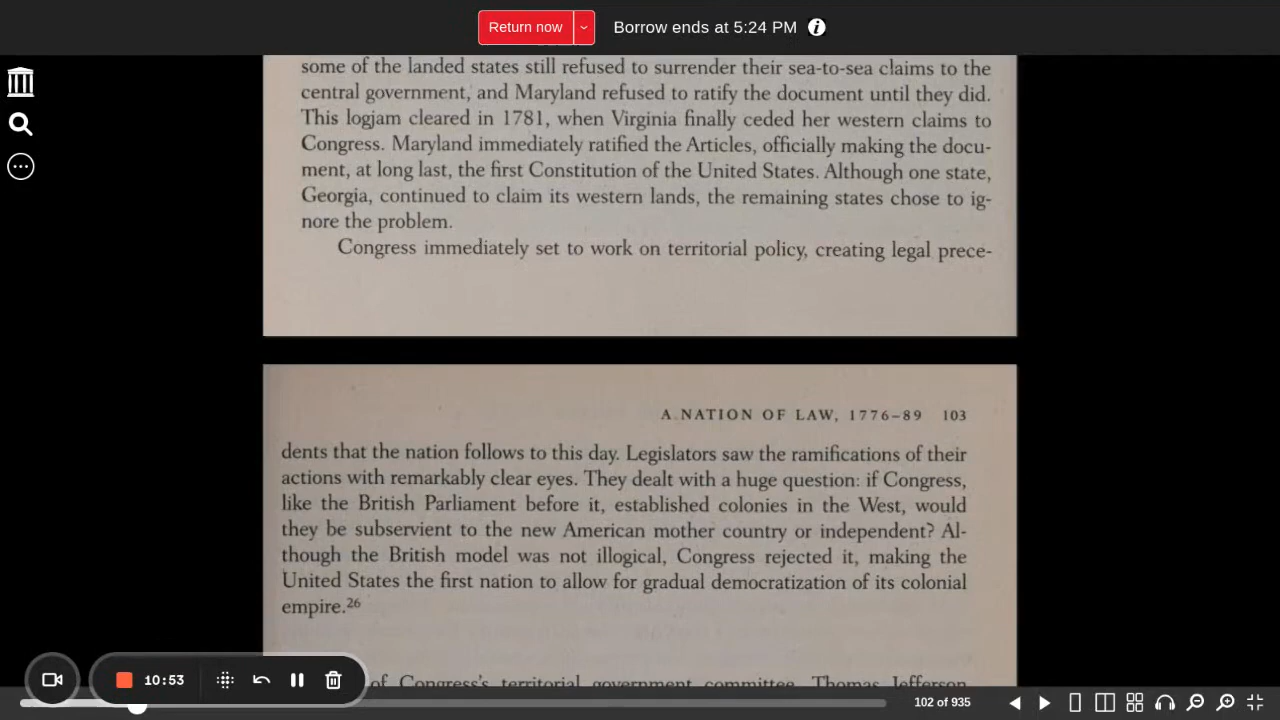 Return now
Borrow ends at 5:24 PM
some of the landed states still refused to surrender their sea-to-sea claims to the
central government, and Maryland refused to ratify the document until they did.
This logjam cleared in 1781, when Virginia finally ceded her western claims to
Congress. Maryland immediately ratified the Articles, officially making the docu-
ment, at long last, the first Constitution of the United States. Although one state,
Georgia, continued to claim its western lands, the remaining states chose to ig-
nore the problem.
Congress immediately set to work on territorial policy, creating legal prece-
A NATION OF LAW, 1776–89 103
dents that the nation follows to this day. Legislators saw the ramifications of their
actions with remarkably clear eyes. They dealt with a huge question: if Congress,
like the British Parliament before it, established colonies in the West, would
they be subservient to the new American mother country or independent? Al-
though the British model was not illogical, Congress rejected it, making the
United States the first nation to allow for gradual democratization of its colonial
empire.26
of Congress's territorial government committee, Thomas Jefferson
10:53
102 of 935